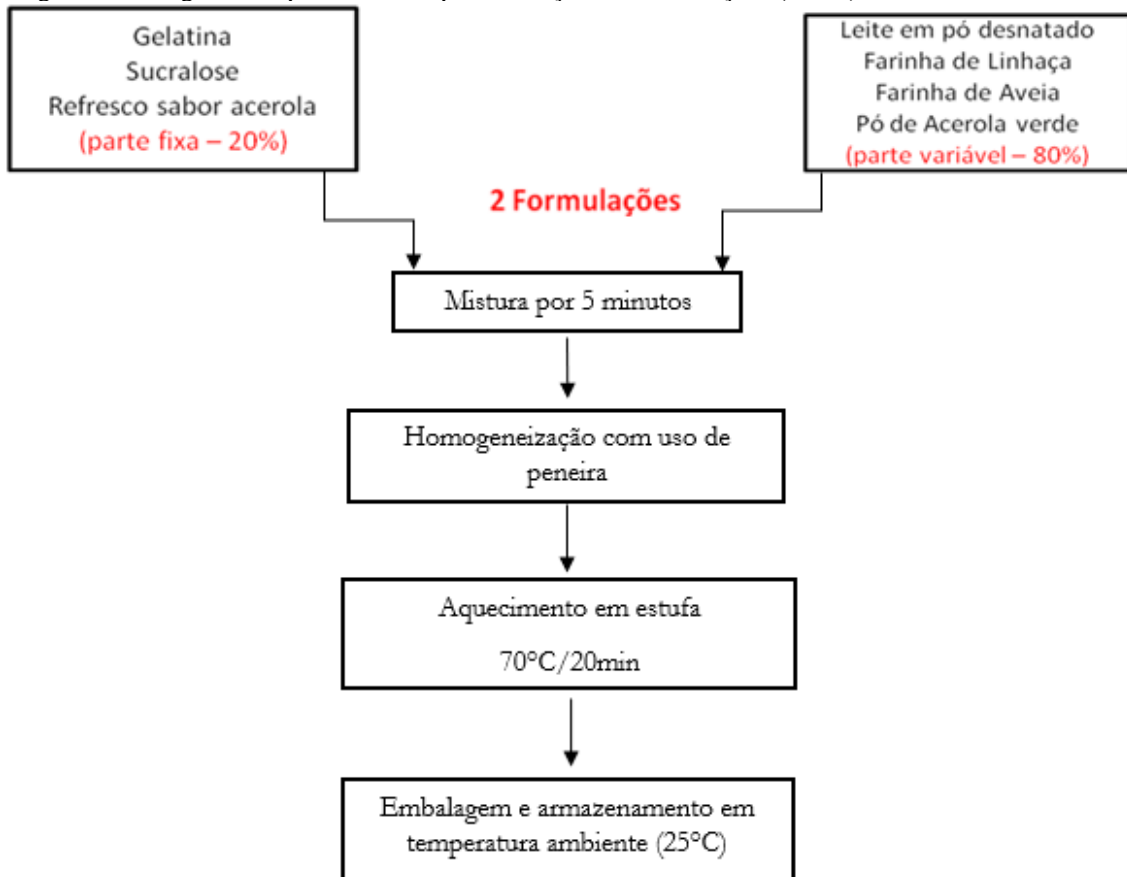 Gelatina
Sucralose
Refresco sabor acerola
(parte fixa – 20%)
Leite em pó desnatado
Farinha de Linhaça
Farinha de Aveia
Pó de Acerola verde
(parte variável – 80%)
2 Formulações
Mistura por 5 minutos
Homogeneização com uso de
peneira
Aquecimento em estufa
70°C/20min
Embalagem e armazenamento em
temperatura ambiente (25°C)